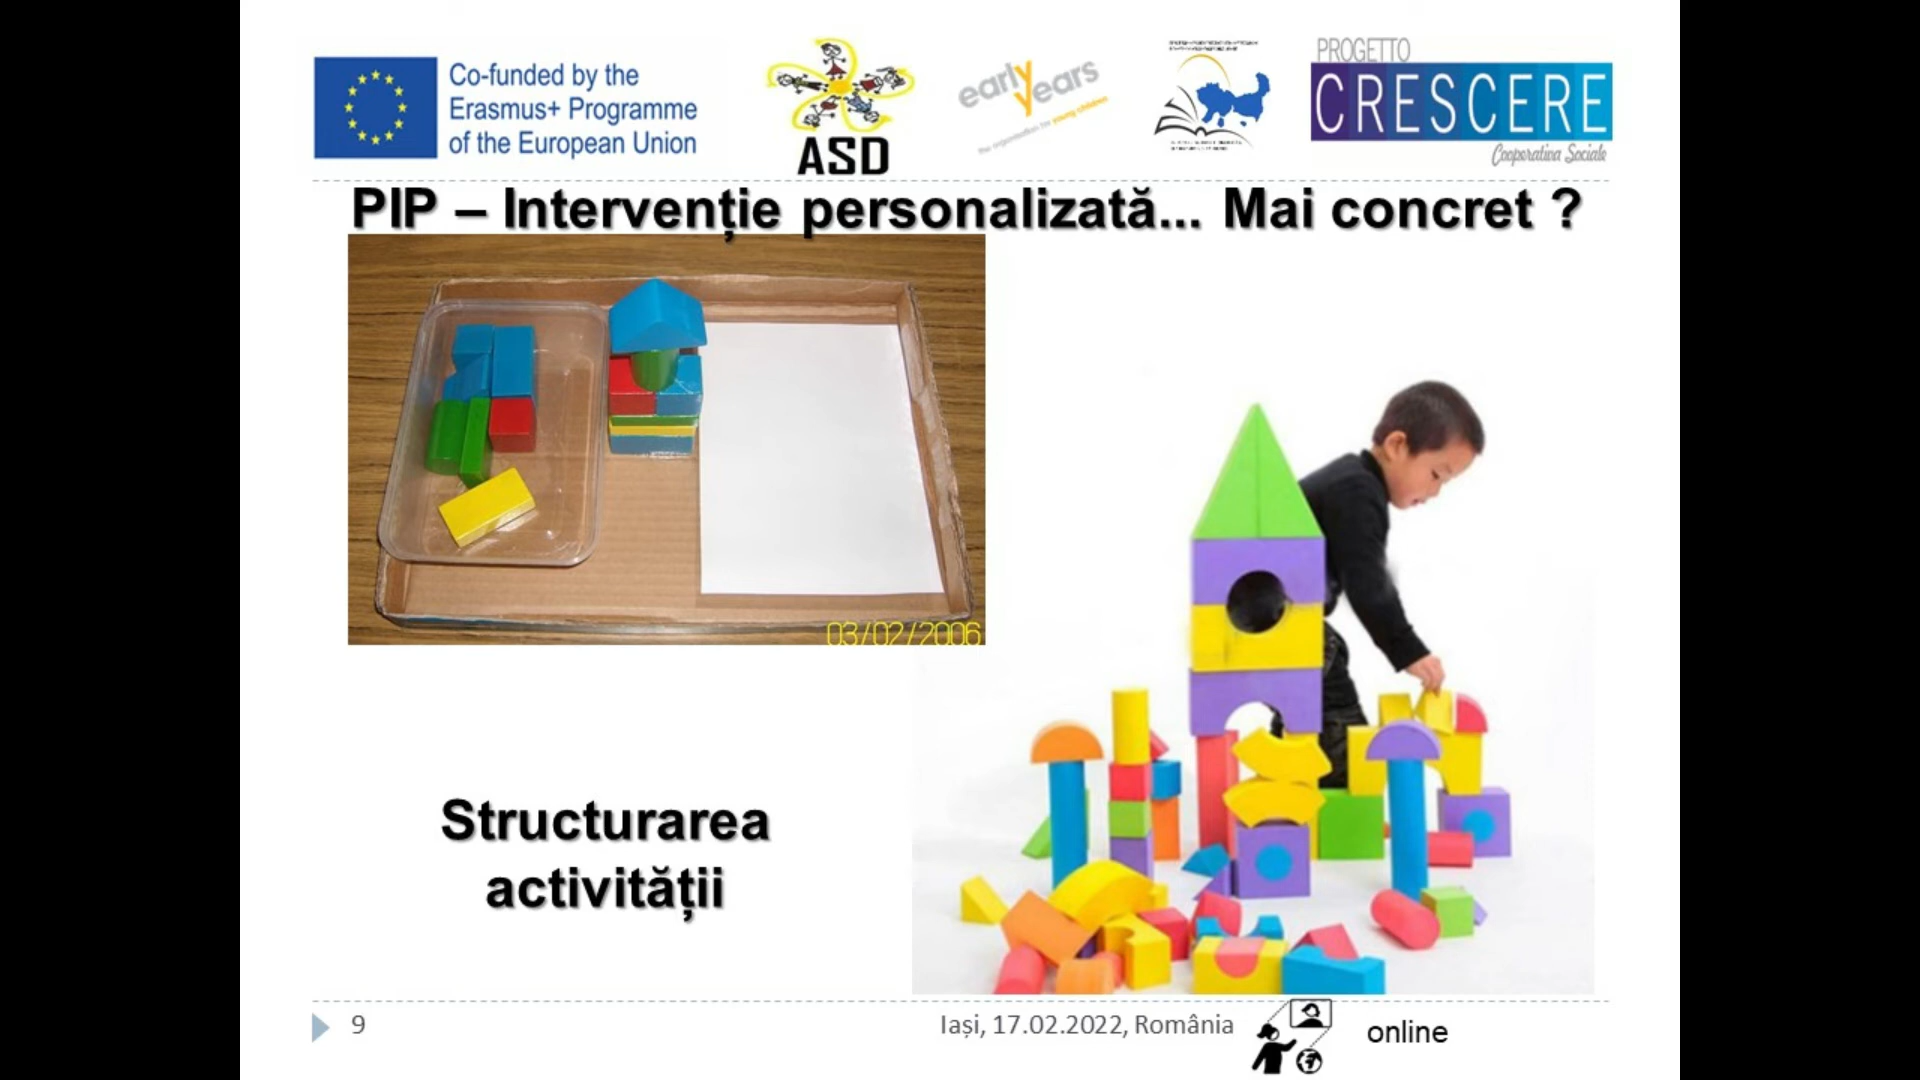 Co-funded by the
Erasmus+ Programme
of the European Union
ASD
early years
the organisation for young children
PROGETTO
CRESCERE
Cooperativa Sociale
PIP – Intervenție personalizată... Mai concret ?
03/02/2006
Structurarea
activității
9
Iași, 17.02.2022, România
online